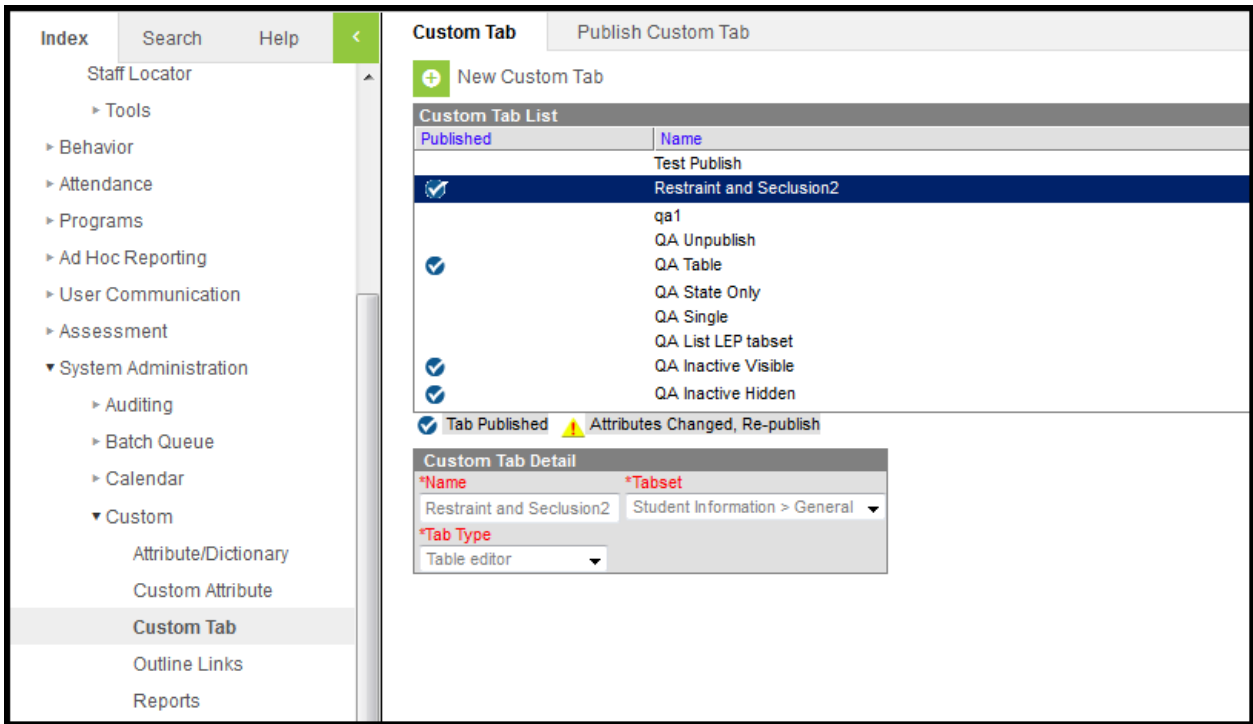 Index Search Help
Staff Locator
Tools
Behavior
Attendance
Programs
Ad Hoc Reporting
User Communication
Assessment
System Administration
Auditing
Batch Queue
Calendar
Custom
Attribute/Dictionary
Custom Attribute
Custom Tab
Outline Links
Reports
Custom Tab Publish Custom Tab
New Custom Tab
Custom Tab List
Published Name
Test Publish
Restraint and Seclusion2
qa1
QA Unpublish
QA Table
QA State Only
QA Single
QA List LEP tabset
QA Inactive Visible
QA Inactive Hidden
Tab Published Attributes Changed, Re-publish
Custom Tab Detail
*Name *Tabset
Restraint and Seclusion2 Student Information > General
*Tab Type
Table editor